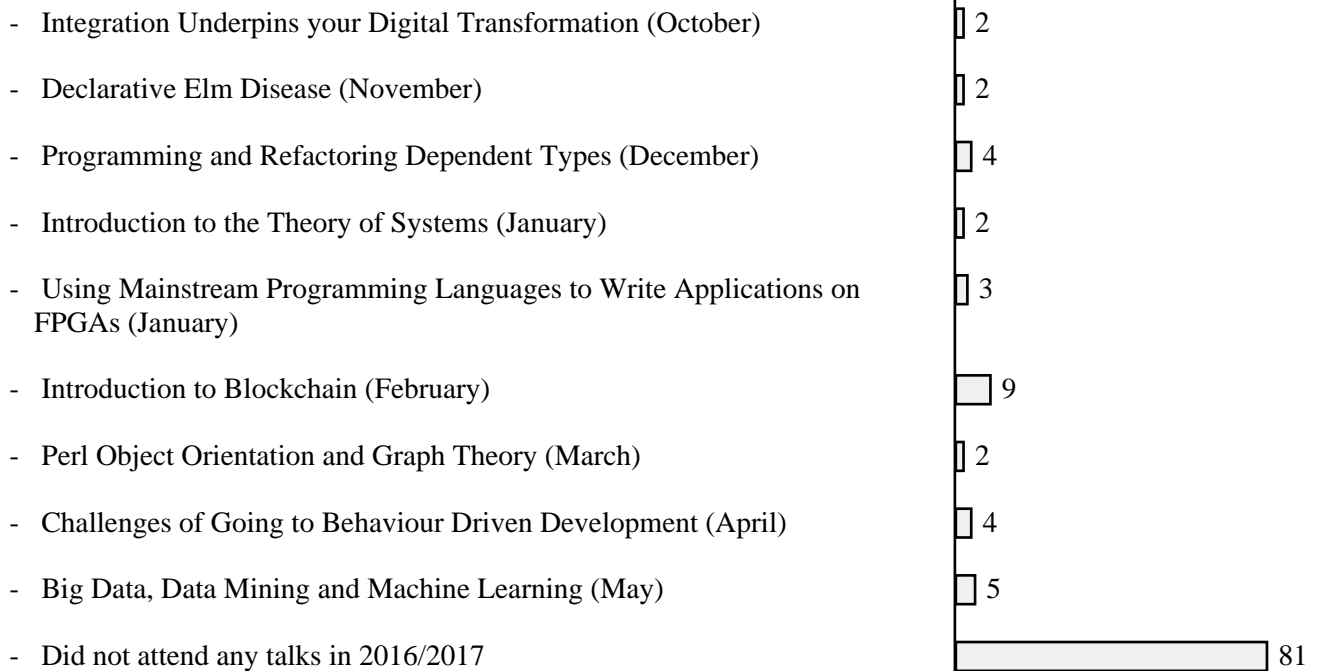 - Integration Underpins your Digital Transformation (October) 2
- Declarative Elm Disease (November) 2
- Programming and Refactoring Dependent Types (December) 4
- Introduction to the Theory of Systems (January) 2
- Using Mainstream Programming Languages to Write Applications on 3
FPGAs (January)
- Introduction to Blockchain (February) 9
- Perl Object Orientation and Graph Theory (March) 2
- Challenges of Going to Behaviour Driven Development (April) 4
- Big Data, Data Mining and Machine Learning (May) 5
- Did not attend any talks in 2016/2017 81